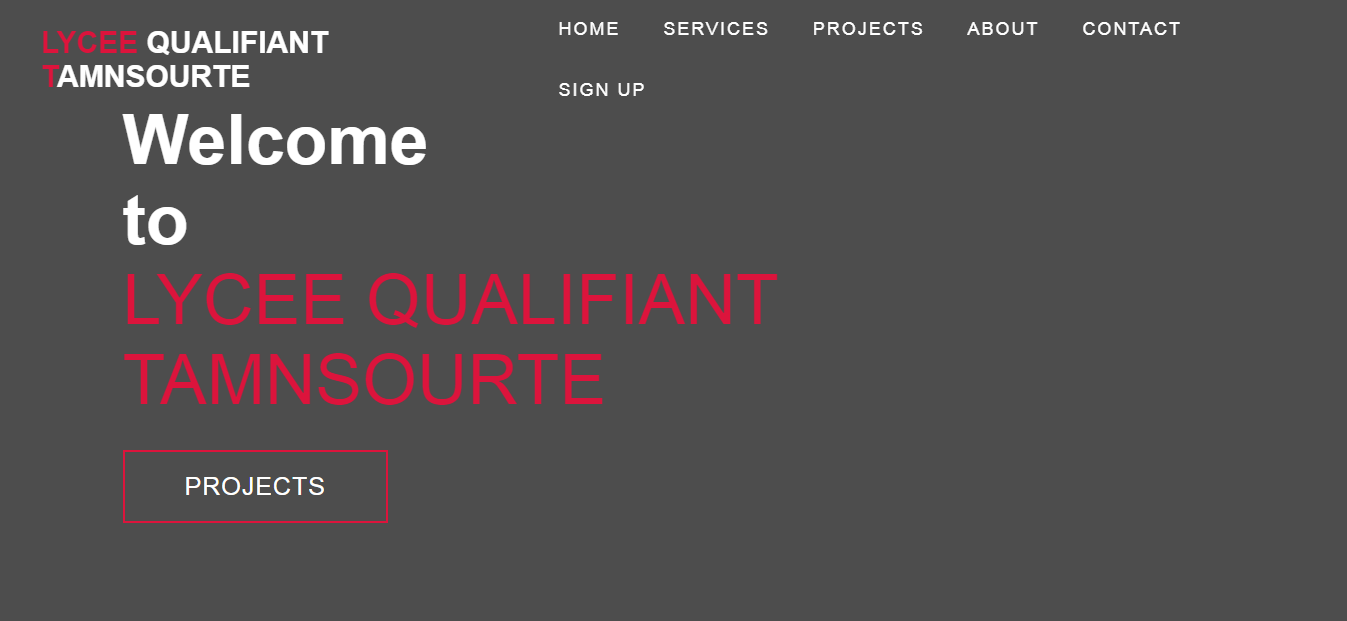 LYCEE QUALIFIANT
TAMNSOURTE
HOME SERVICES PROJECTS ABOUT CONTACT
SIGN UP
Welcome
to
LYCEE QUALIFIANT
TAMNSOURTE
PROJECTS